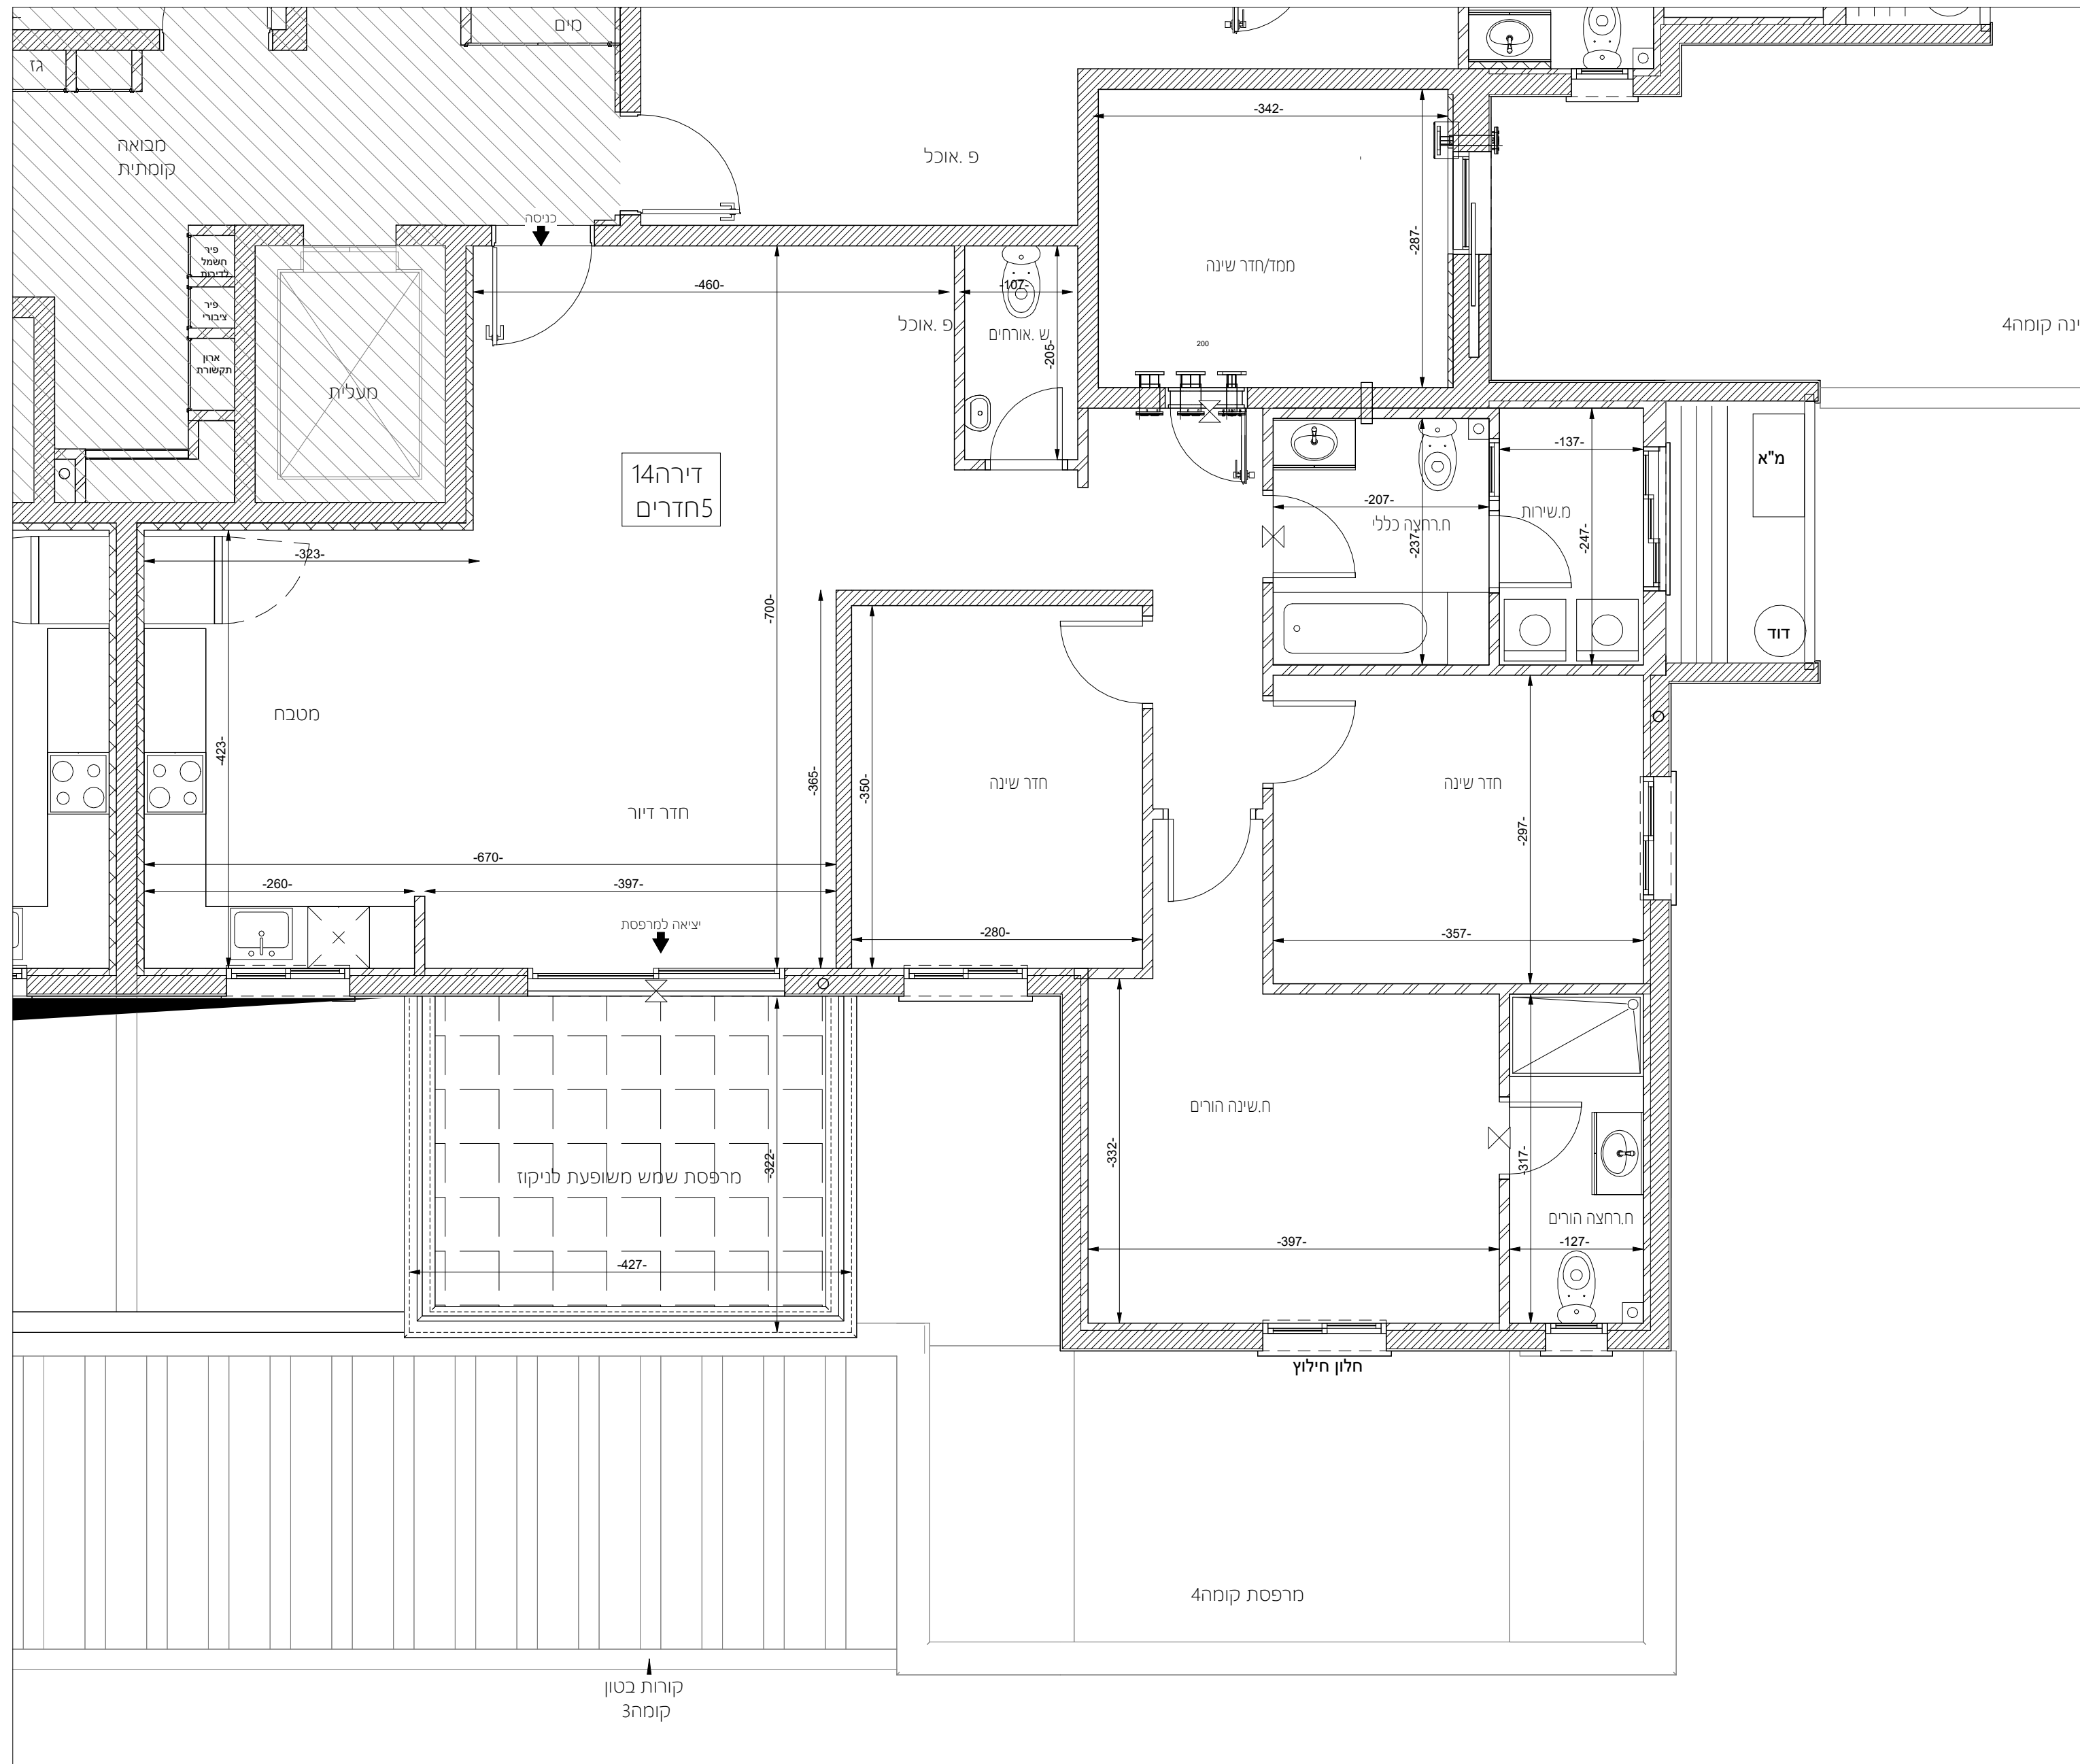 מים
גז
מבואה
קומתית
פ .אוכל
-342-
כניסה
פיר
חשמל
לדירות
-287-
ממד/חדר שינה
-460-
-107-
פיר
ציבורי
פ .אוכל
ש .אורחים
-205-
200
ינה קומה4
ארון
תקשורת
מעלית
דירה14
5חדרים
-137-
מ"א
-207-
ח.רחצה כללי
-237-
מ.שירות
-247-
-323-
-700-
דוד
מטבח
-423-
-365-
-350-
חדר שינה
חדר שינה
חדר דיור
-297-
-670-
-260-
-397-
יציאה למרפסת
-280-
-357-
ח.שינה הורים
-332-
-317-
מרפסת שמש משופעת לניקוז
-322-
ח.רחצה הורים
-397-
-127-
-427-
חלון חילוץ
מרפסת קומה4
קורות בטון
קומה3